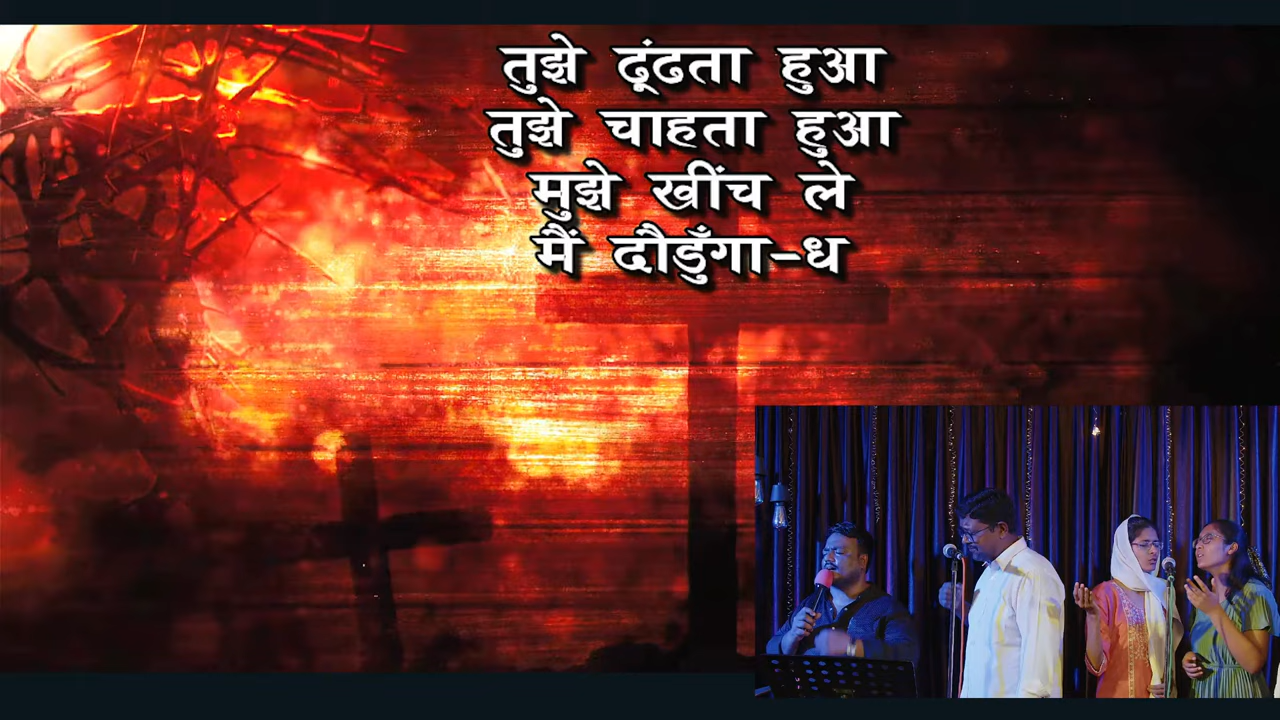 तुझे ढूंढता हुआ
तुझे चाहता हुआ
मुझे खींच ले
मैं दौडुँगा-ध